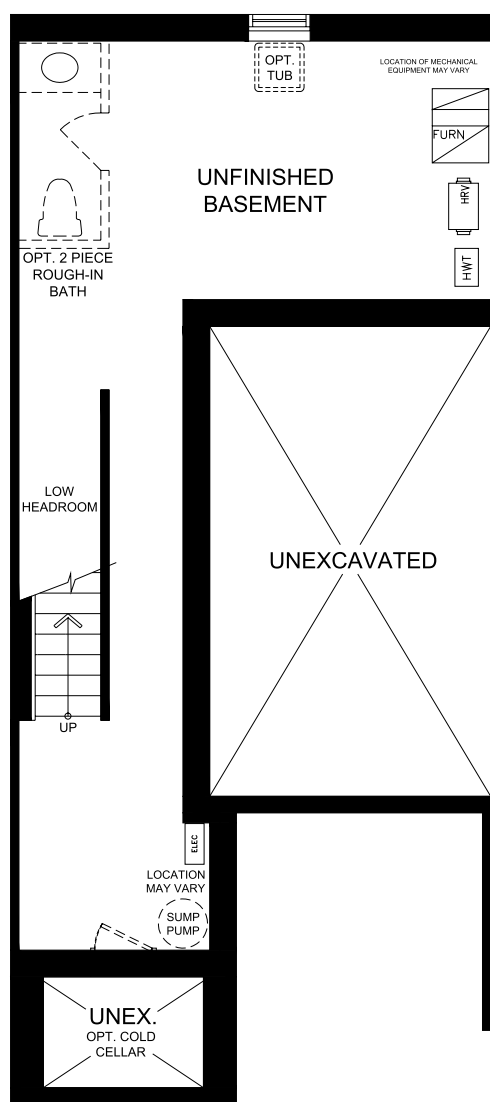 OPT.
TUB
LOCATION OF MECHANICAL
EQUIPMENT MAY VARY
FURN
UNFINISHED
BASEMENT
HRV
HWT
OPT. 2 PIECE
ROUGH-IN
BATH
LOW
HEADROOM
UNEXCAVATED
UP
ELEC
LOCATION
MAY VARY
SUMP
PUMP
UNEX.
OPT. COLD
CELLAR